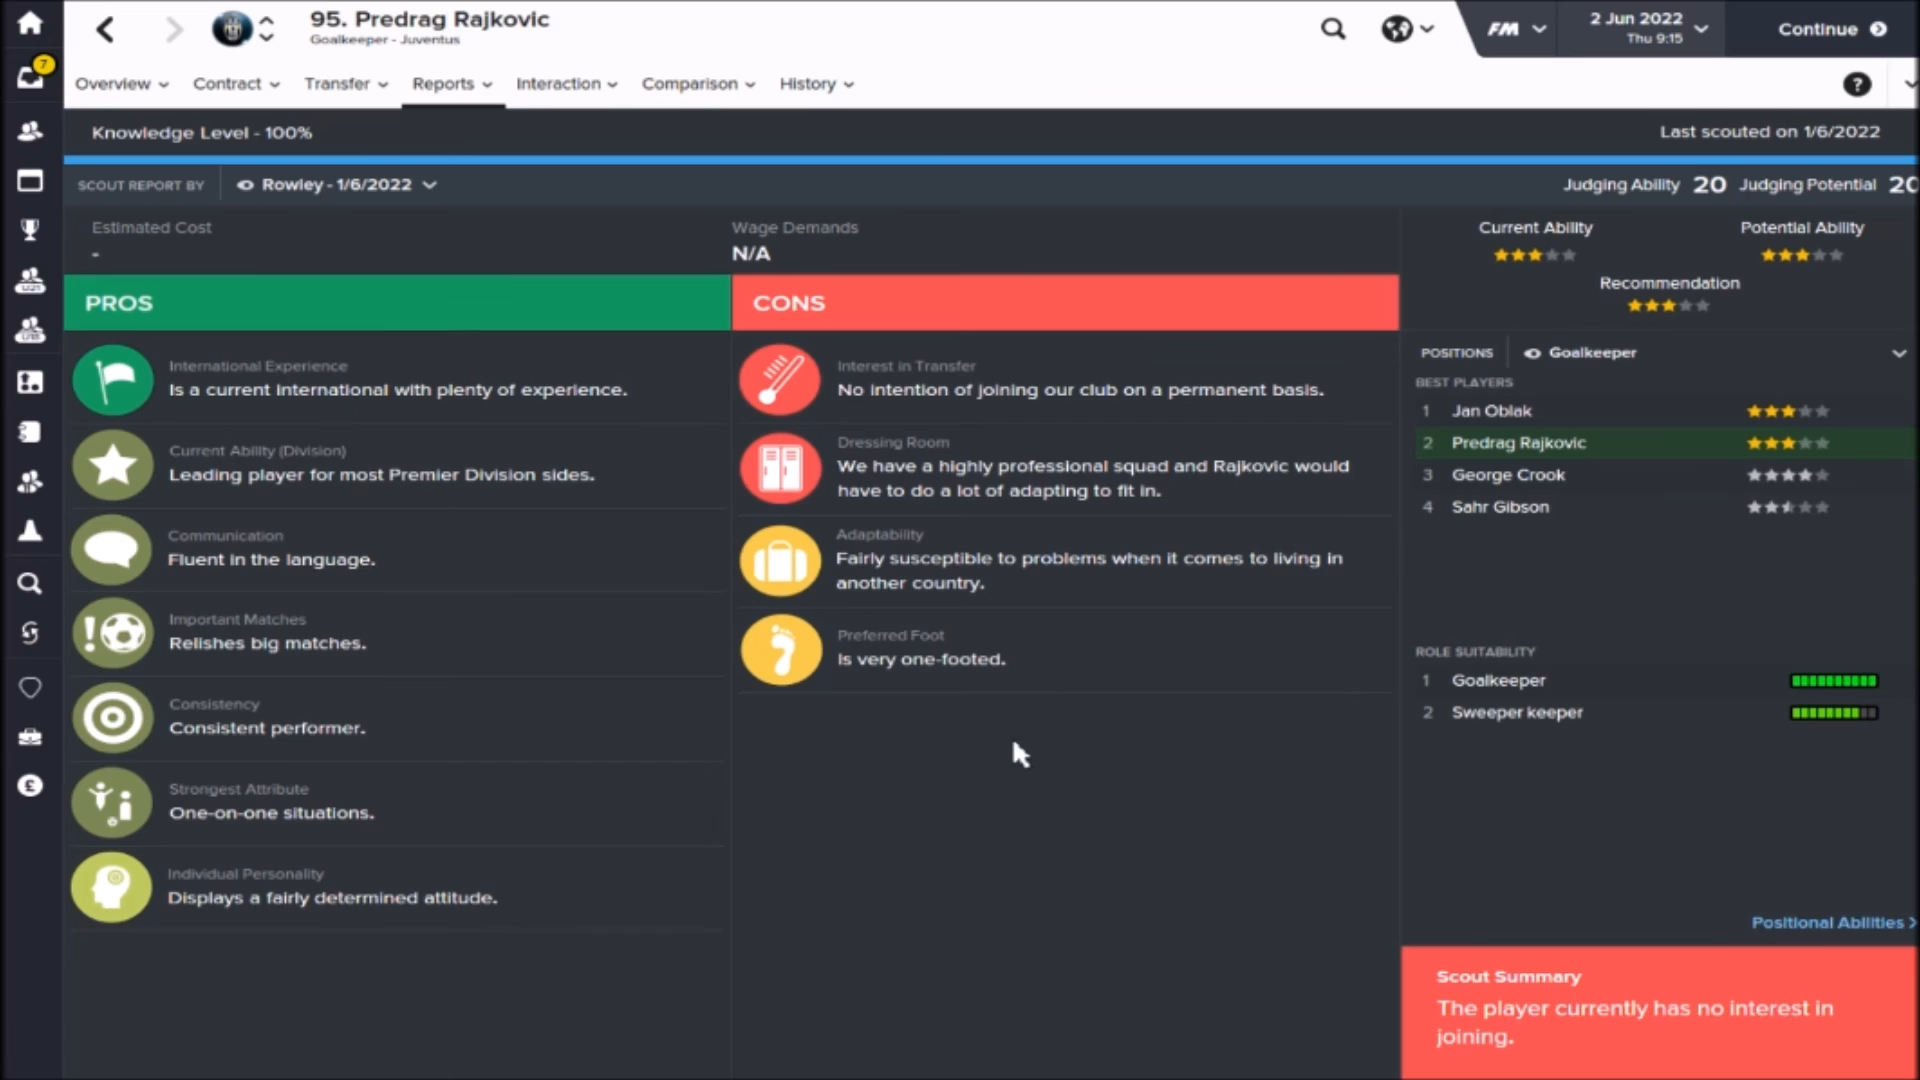 95. Predrag Rajkovic
Goalkeeper - Juventus
FM
2 Jun 2022
Thu 9:15
Continue
7
Overview
Contract
Transfer
Reports
Interaction
Comparison
History
?
Knowledge Level - 100%
Last scouted on 1/6/2022
SCOUT REPORT BY
Rowley - 1/6/2022
Judging Ability 20 Judging Potential 20
Estimated Cost
-
Wage Demands
N/A
Current Ability
Potential Ability
Recommendation
PROS
International Experience
Is a current international with plenty of experience.
Current Ability (Division)
Leading player for most Premier Division sides.
Communication
Fluent in the language.
Important Matches
Relishes big matches.
Consistency
Consistent performer.
Strongest Attribute
One-on-one situations.
Individual Personality
Displays a fairly determined attitude.
CONS
Interest in Transfer
No intention of joining our club on a permanent basis.
Dressing Room
We have a highly professional squad and Rajkovic would
have to do a lot of adapting to fit in.
Adaptability
Fairly susceptible to problems when it comes to living in
another country.
Preferred Foot
Is very one-footed.
POSITIONS
Goalkeeper
BEST PLAYERS
1 Jan Oblak
2 Predrag Rajkovic
3 George Crook
4 Sahr Gibson
ROLE SUITABILITY
1 Goalkeeper
2 Sweeper keeper
Positional Abilities >
Scout Summary
The player currently has no interest in
joining.